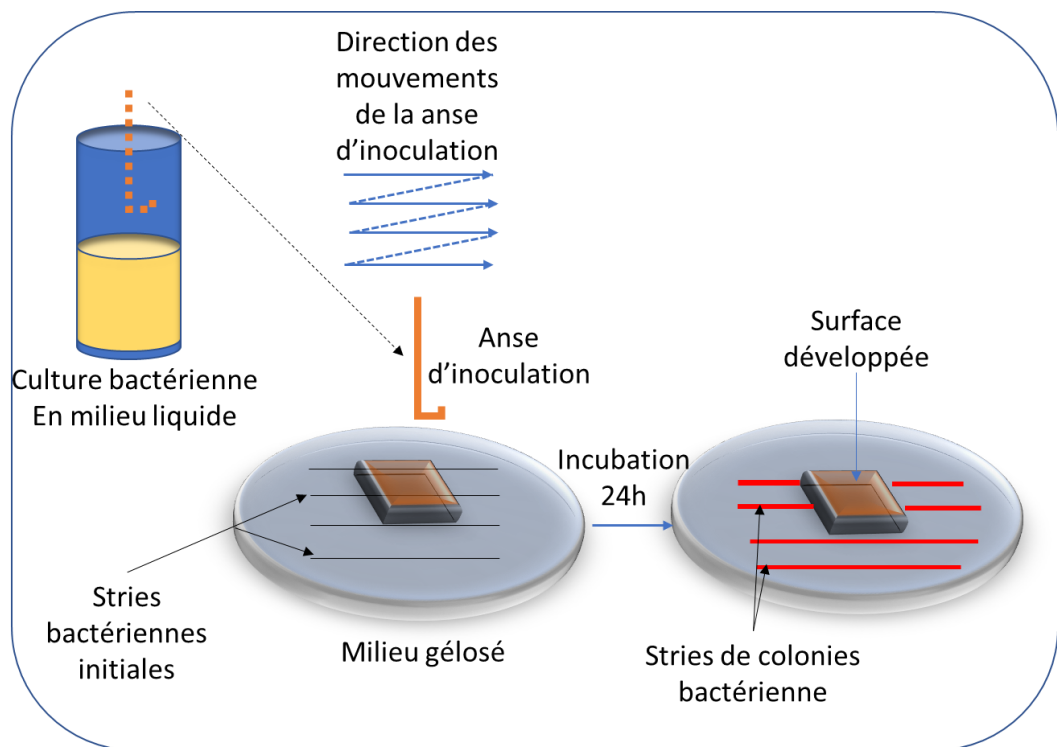 Direction des
mouvements
de la anse
d'inoculation
Culture bactérienne
En milieu liquide
Anse
d'inoculation
Surface
développée
Incubation
24h
Stries
bactériennes
initiales
Milieu gélosé
Stries de colonies
bactérienne